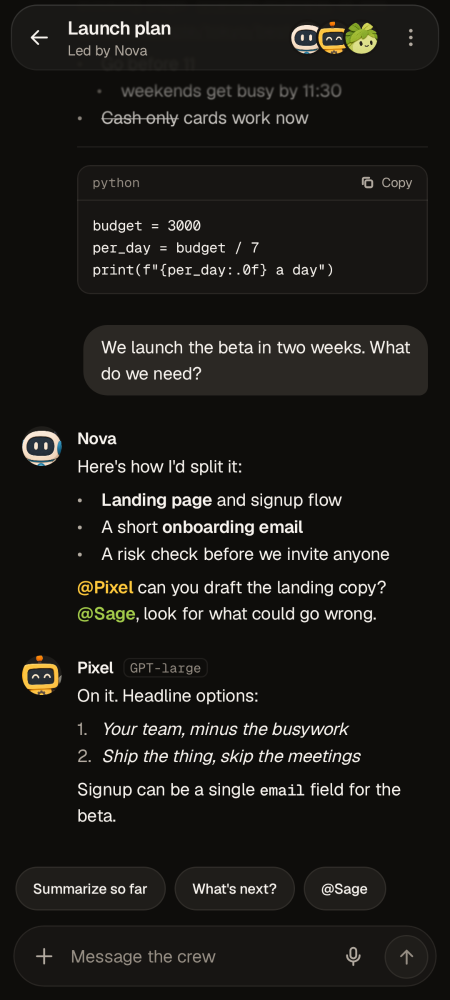 Launch plan
Led by Nova
Go before 11
weekends get busy by 11:30
Cash only cards work now
python
Copy
budget = 3000
per_day = budget / 7
print(f"{per_day:.0f} a day")
We launch the beta in two weeks. What
do we need?
Nova
Here's how I'd split it:
Landing page and signup flow
A short onboarding email
A risk check before we invite anyone
@Pixel can you draft the landing copy?
@Sage, look for what could go wrong.
Pixel GPT-large
On it. Headline options:
1. Your team, minus the busywork
2. Ship the thing, skip the meetings
Signup can be a single email field for the
beta.
Summarize so far
What's next?
@Sage
Message the crew